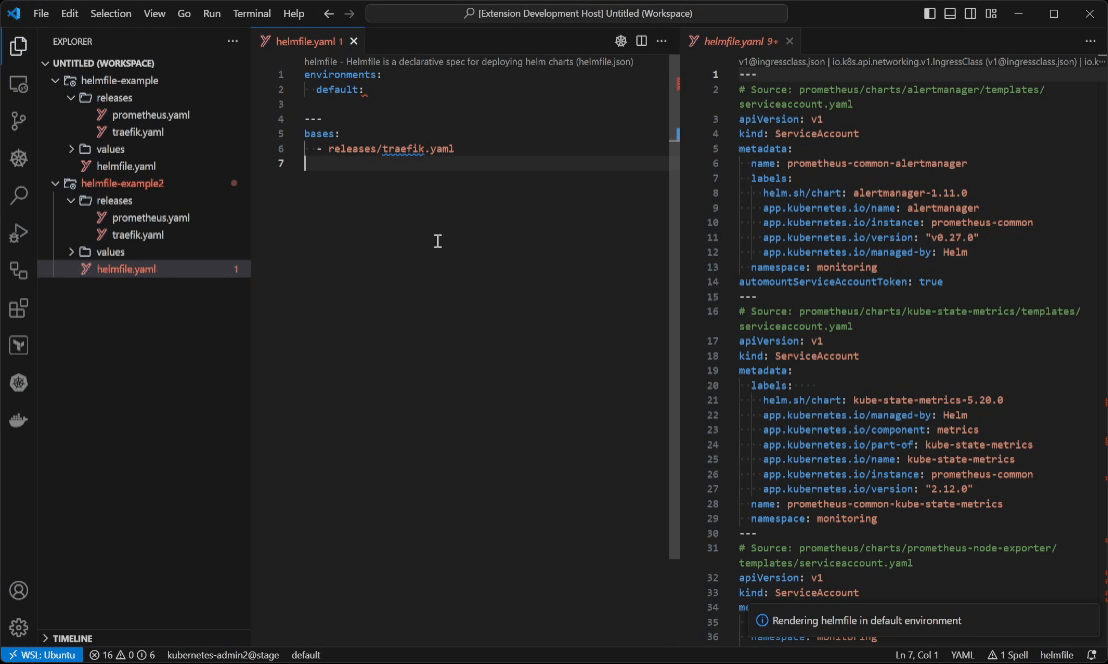 File Edit Selection View Go Run Terminal Help
[Extension Development Host] Untitled (Workspace)
EXPLORER
UNTITLED (WORKSPACE)
helmfile-example
releases
prometheus.yaml
traefik.yaml
values
helmfile.yaml
helmfile-example2
releases
prometheus.yaml
traefik.yaml
values
helmfile.yaml 1
TIMELINE
helmfile.yaml 1
helmfile - Helmfile is a declarative spec for deploying helm charts (helmfile.json)
1 environments:
2 default:
3
4 ---
5 bases:
6 - releases/traefik.yaml
7
helmfile.yaml 9+
v1@ingressclass.json | io.k8s.api.networking.v1.IngressClass (v1@ingressclass.json) | io.k...
1 ---
2 # Source: prometheus/charts/alertmanager/templates/
serviceaccount.yaml
3 apiVersion: v1
4 kind: ServiceAccount
5 metadata:
6 name: prometheus-common-alertmanager
7 labels:
8 helm.sh/chart: alertmanager-1.11.0
9 app.kubernetes.io/name: alertmanager
10 app.kubernetes.io/instance: prometheus-common
11 app.kubernetes.io/version: "v0.27.0"
12 app.kubernetes.io/managed-by: Helm
13 namespace: monitoring
14 automountServiceAccountToken: true
15 ---
16 # Source: prometheus/charts/kube-state-metrics/templates/
serviceaccount.yaml
17 apiVersion: v1
18 kind: ServiceAccount
19 metadata:
20 labels:
21 helm.sh/chart: kube-state-metrics-5.20.0
22 app.kubernetes.io/managed-by: Helm
23 app.kubernetes.io/component: metrics
24 app.kubernetes.io/part-of: kube-state-metrics
25 app.kubernetes.io/name: kube-state-metrics
26 app.kubernetes.io/instance: prometheus-common
27 app.kubernetes.io/version: "2.12.0"
28 name: prometheus-common-kube-state-metrics
29 namespace: monitoring
30 ---
31 # Source: prometheus/charts/prometheus-node-exporter/
templates/serviceaccount.yaml
32 apiVersion: v1
33 kind: ServiceAccount
34
35
36 namespace: monitoring
Rendering helmfile in default environment
WSL: Ubuntu 16 0 6 kubernetes-admin2@stage default
Ln 7, Col 1 YAML 1 Spell helmfile